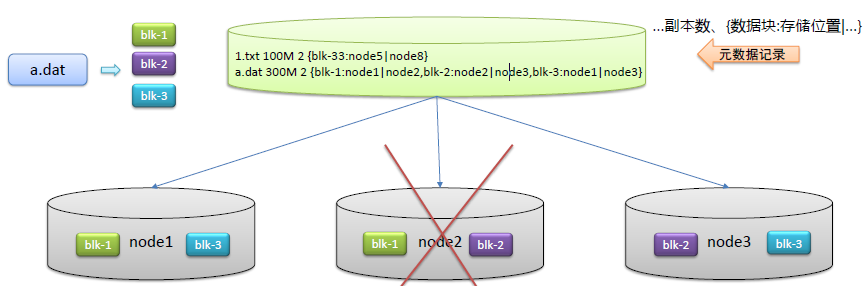 ...副本数、{数据块:存储位置|...}
元数据记录
a.dat
blk-1
blk-2
blk-3
1.txt 100M 2 {blk-33:node5|node8}
a.dat 300M 2 {blk-1:node1|node2,blk-2:node2|node3,blk-3:node1|node3}
blk-1 node1 blk-3
blk-1 node2 blk-2
blk-2 node3 blk-3